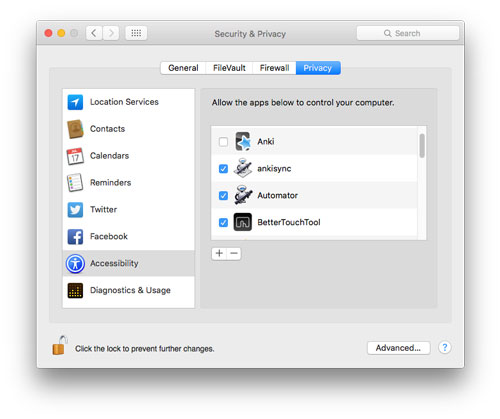 Security & Privacy
Search
General FileVault Firewall Privacy
Location Services
Contacts
JUL
17
Calendars
Reminders
Twitter
Facebook
Accessibility
Diagnostics & Usage
Allow the apps below to control your computer.
Anki
ankisync
Automator
BetterTouchTool
+ −
Click the lock to prevent further changes.
Advanced...
?